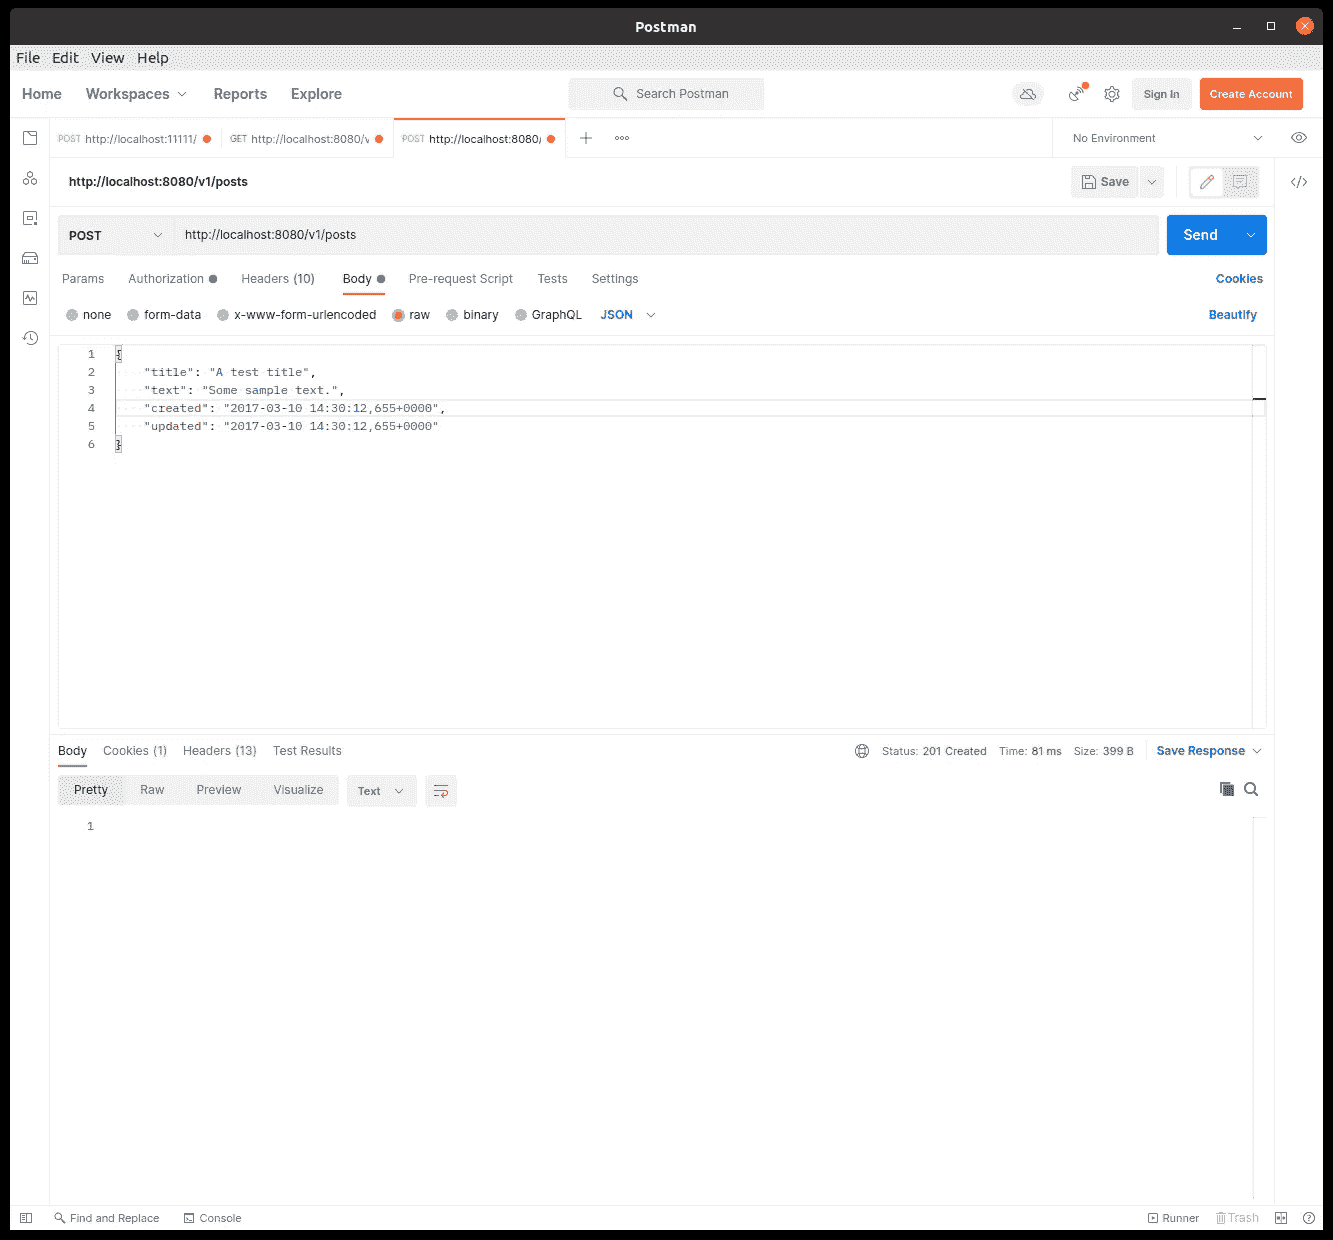 Postman
File Edit View Help
Home Workspaces Reports Explore Search Postman Sign In Create Account
POST http://localhost:11111/ GET http://localhost:8080/v POST http://localhost:8080/ No Environment
http://localhost:8080/v1/posts Save
POST http://localhost:8080/v1/posts Send
Params Authorization Headers (10) Body Pre-request Script Tests Settings Cookies
none form-data x-www-form-urlencoded raw binary GraphQL JSON Beautify
1 {
2 "title": "A test title",
3 "text": "Some sample text.",
4 "created": "2017-03-10 14:30:12,655+0000",
5 "updated": "2017-03-10 14:30:12,655+0000"
6 }
Body Cookies (1) Headers (13) Test Results Status: 201 Created Time: 81 ms Size: 399 B Save Response
Pretty Raw Preview Visualize Text
1
Find and Replace Console Runner Trash